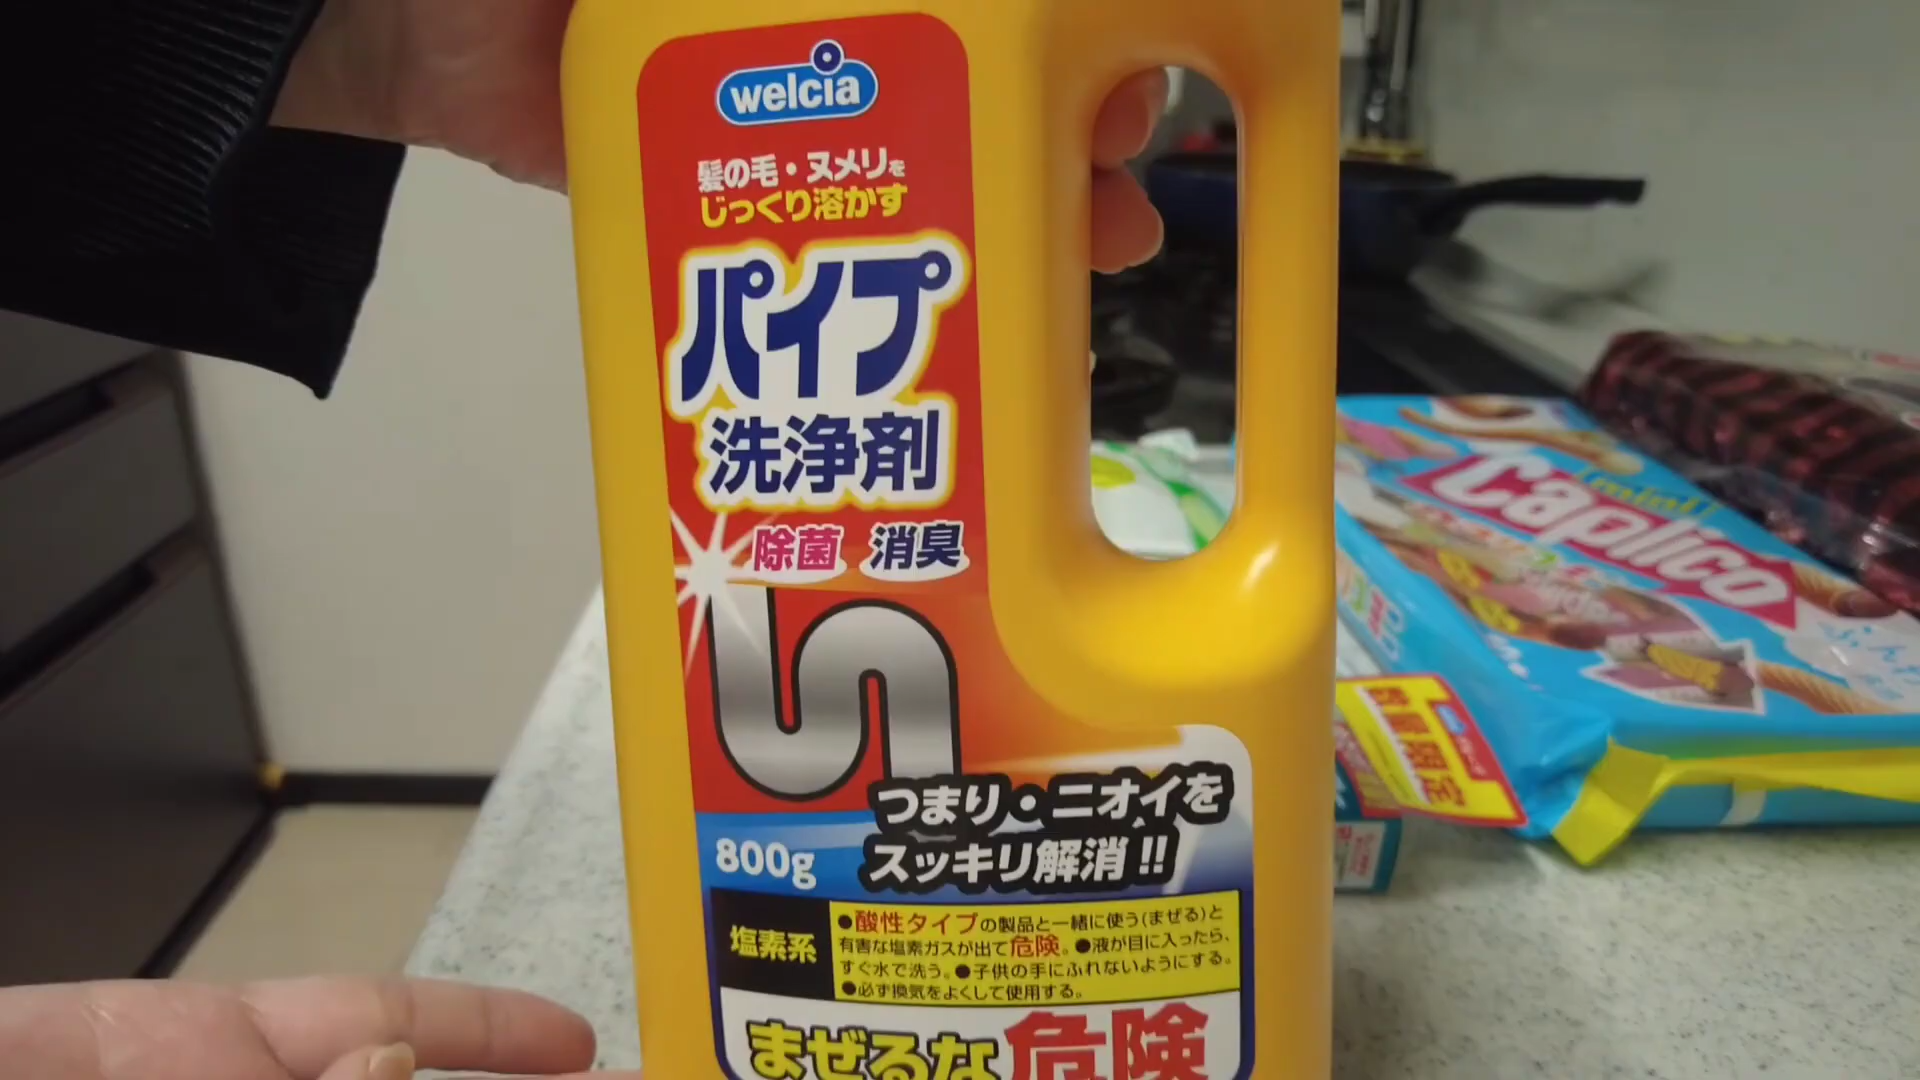 welcia
髪の毛・ヌメリを
じっくり溶かす
パイプ
洗浄剤
除菌 消臭
つまり・ニオイを
スッキリ解消!!
800g
塩素系
●酸性タイプの製品と一緒に使う(まぜる)と
有害な塩素ガスが出て危険。●液が目に入ったら、
すぐ水で洗う。●子供の手にふれないようにする。
●必ず換気をよくして使用する。
まぜるな危険
mini
Caplico
数量限定